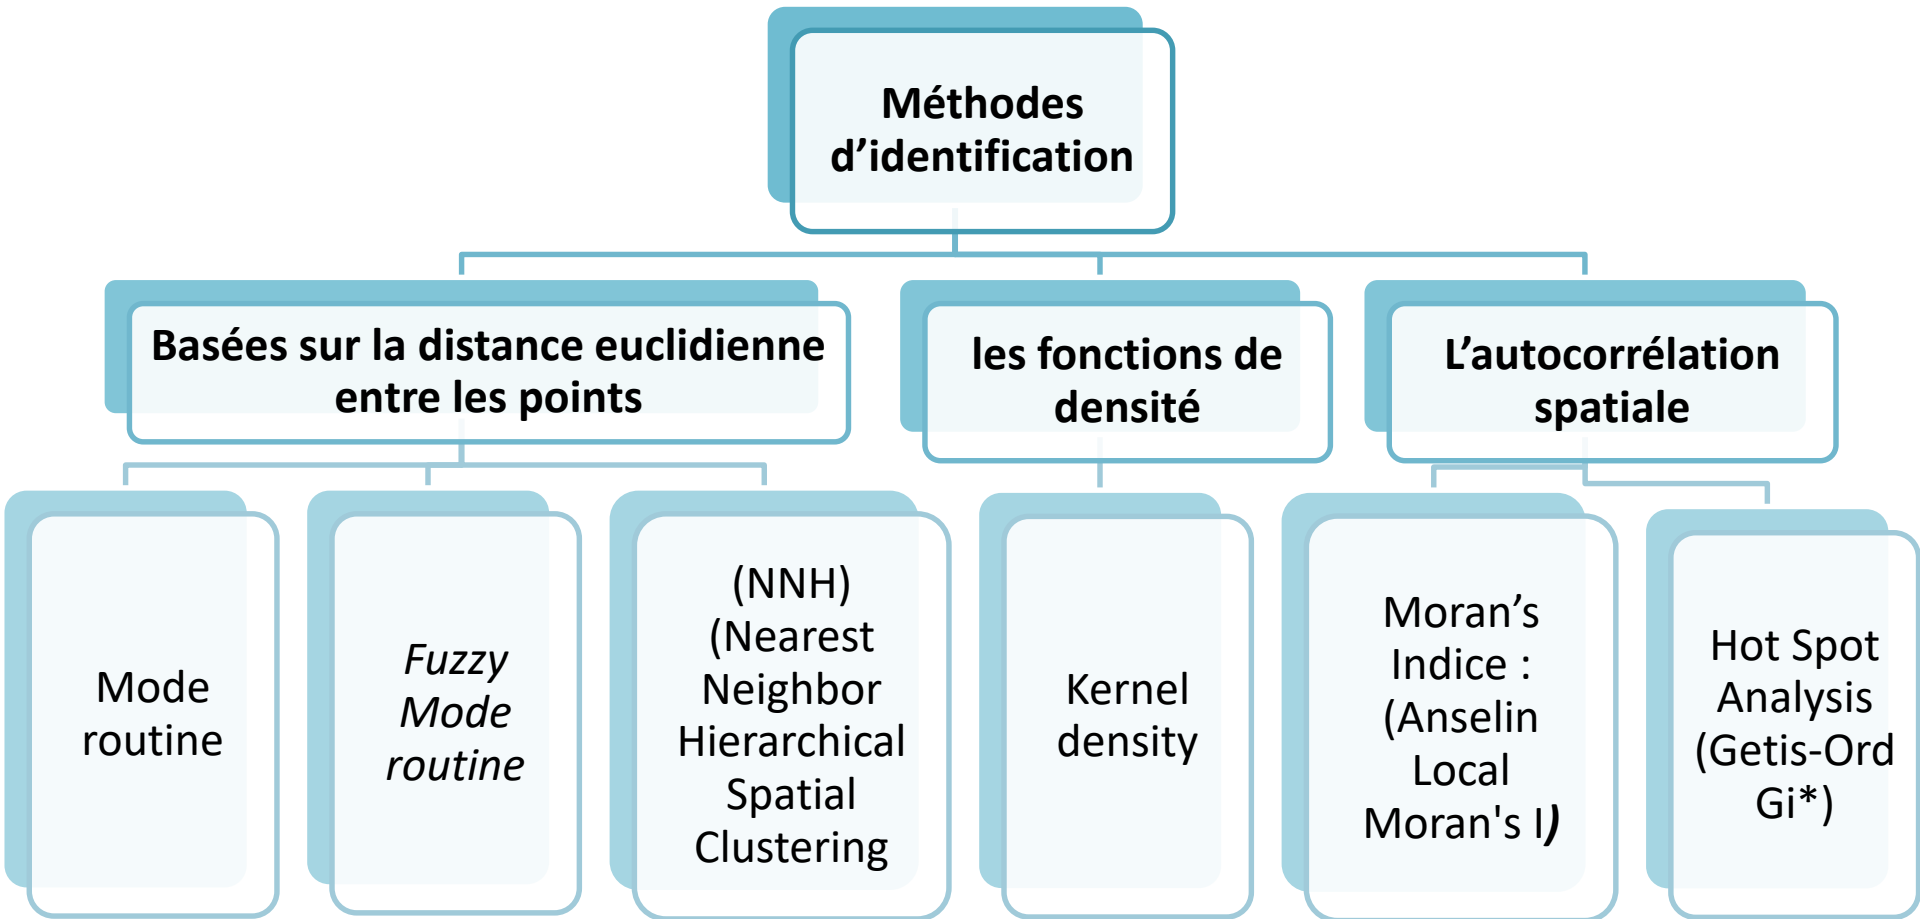 Méthodes
d’identification
Basées sur la distance euclidienne
entre les points
les fonctions de
densité
L’autocorrélation
spatiale
Mode
routine
Fuzzy
Mode
routine
(NNH)
(Nearest
Neighbor
Hierarchical
Spatial
Clustering
Kernel
density
Moran’s
Indice :
(Anselin
Local
Moran's I)
Hot Spot
Analysis
(Getis-Ord
Gi*)